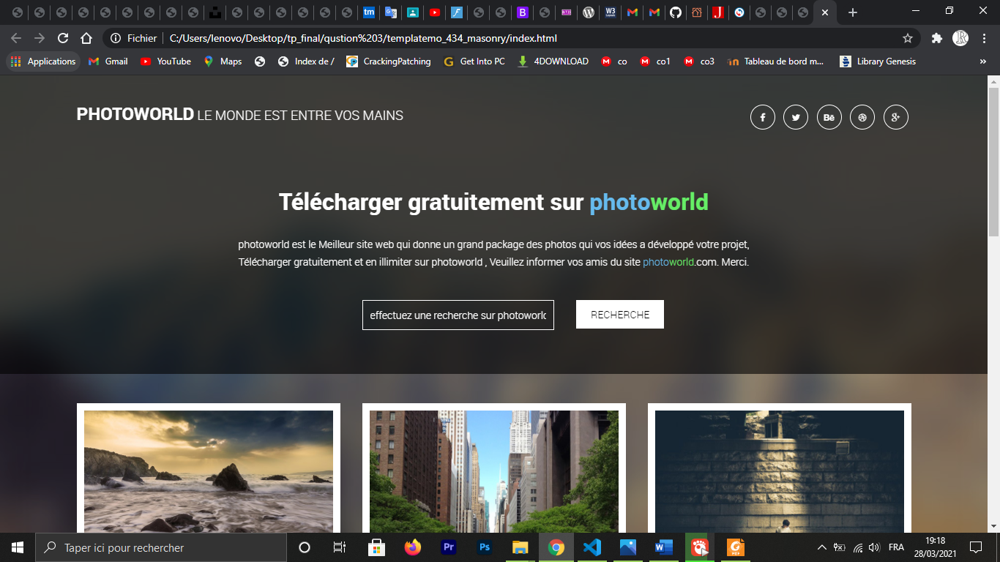 Fichier
C:/Users/lenovo/Desktop/tp_final/qustion%203/templatemo_434_masonry/index.html
Applications
Gmail
YouTube
Maps
Index de /
CrackingPatching
Get Into PC
4DOWNLOAD
co
co1
co3
Tableau de bord m...
Library Genesis
»
PHOTOWORLD LE MONDE EST ENTRE VOS MAINS
Télécharger gratuitement sur photoworld
photoworld est le Meilleur site web qui donne un grand package des photos qui vos idées a développé votre projet,
Télécharger gratuitement et en illimiter sur photoworld , Veuillez informer vos amis du site photoworld.com. Merci.
effectuez une recherche sur photoworld
RECHERCHE
Taper ici pour rechercher
FRA
19:18
28/03/2021